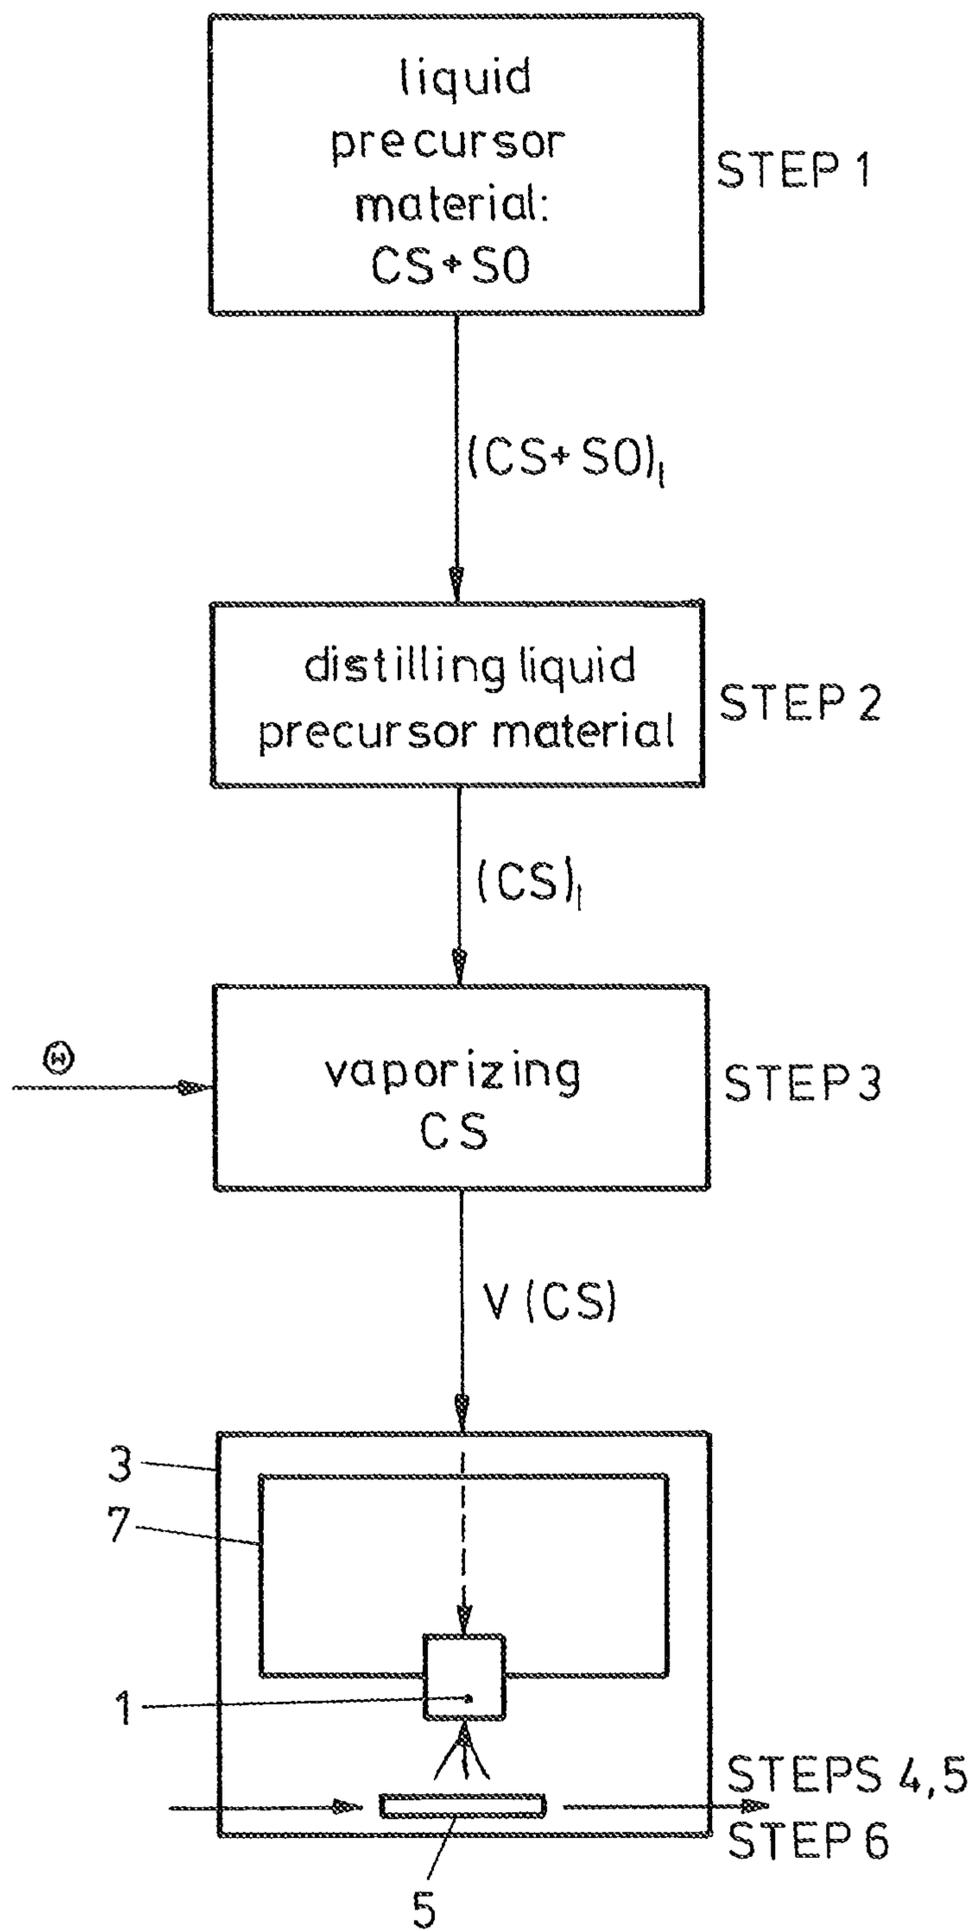 liquid
precursor
material:
CS+SO
STEP 1
(CS+SO)l
distilling liquid
precursor material
STEP 2
(CS)l
Θ
vaporizing
CS
STEP 3
V(CS)
3
7
1
STEPS 4,5
STEP 6
5